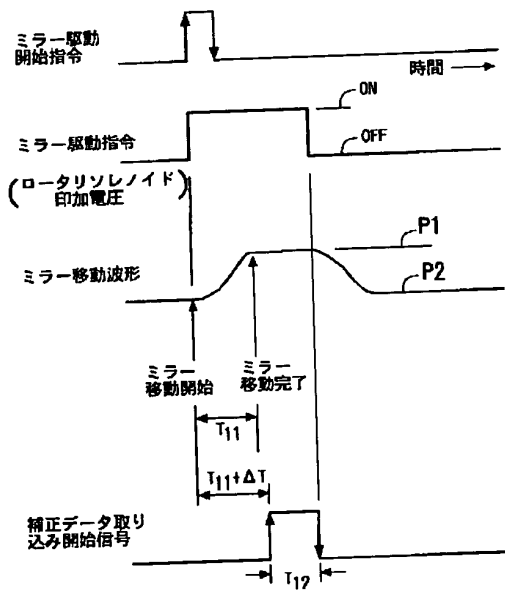 ミラー駆動
開始指令
時間
ON
ミラー駆動指令
OFF
(ロータリソレノイド
印加電圧)
P1
ミラー移動波形
P2
ミラー
移動開始
ミラー
移動完了
T11
T11+ΔT
補正データ取り
込み開始信号
T12